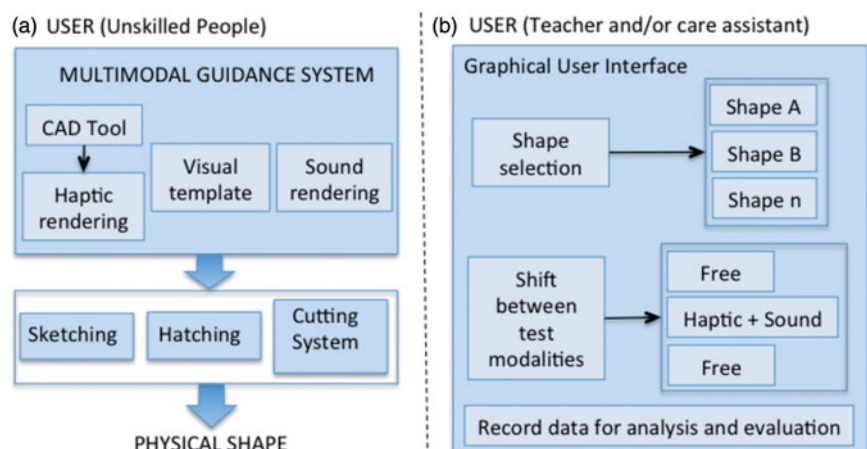 (a) USER (Unskilled People)
MULTIMODAL GUIDANCE SYSTEM
CAD Tool
Haptic
rendering
Visual
template
Sound
rendering
Sketching
Hatching
Cutting
System
PHYSICAL SHAPE
(b) USER (Teacher and/or care assistant)
Graphical User Interface
Shape
selection
Shape A
Shape B
Shape n
Shift
between
test
modalities
Free
Haptic + Sound
Free
Record data for analysis and evaluation